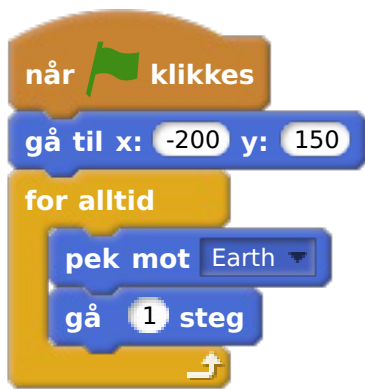 når klikkes
gå til x: -200 y: 150
for alltid
pek mot Earth
gå 1 steg